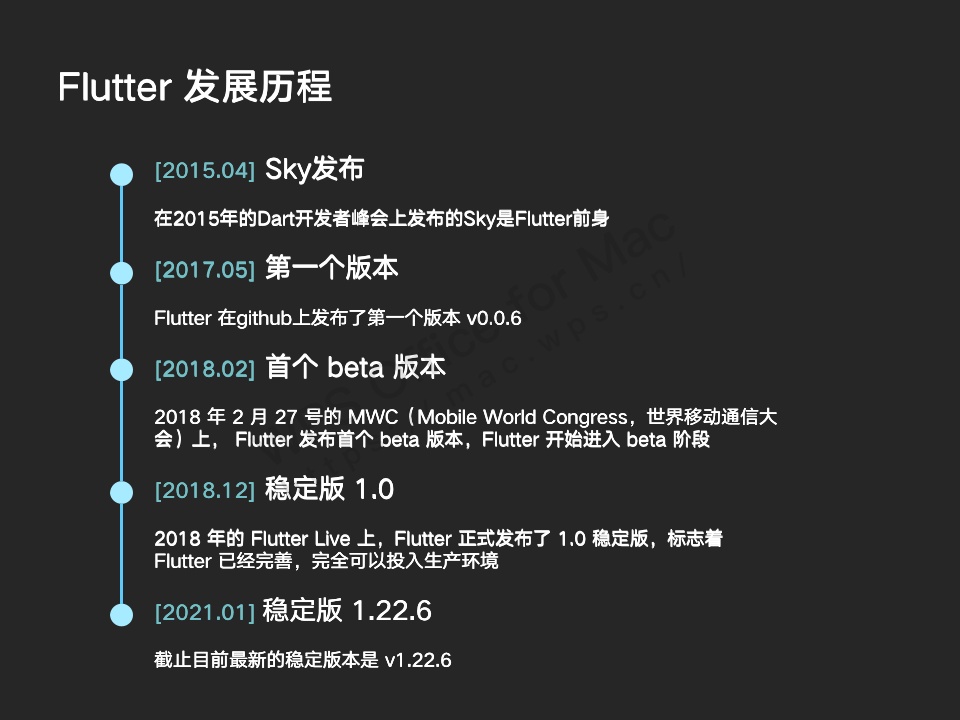 Flutter 发展历程
[2015.04] Sky发布
在2015年的Dart开发者峰会上发布的Sky是Flutter前身
[2017.05] 第一个版本
Flutter 在github上发布了第一个版本 v0.0.6
[2018.02] 首个 beta 版本
2018 年 2 月 27 号的 MWC（Mobile World Congress，世界移动通信大
会）上， Flutter 发布首个 beta 版本，Flutter 开始进入 beta 阶段
[2018.12] 稳定版 1.0
2018 年的 Flutter Live 上，Flutter 正式发布了 1.0 稳定版，标志着
Flutter 已经完善，完全可以投入生产环境
[2021.01] 稳定版 1.22.6
截止目前最新的稳定版本是 v1.22.6
WPS Office for Mac
mac.wps.cn/